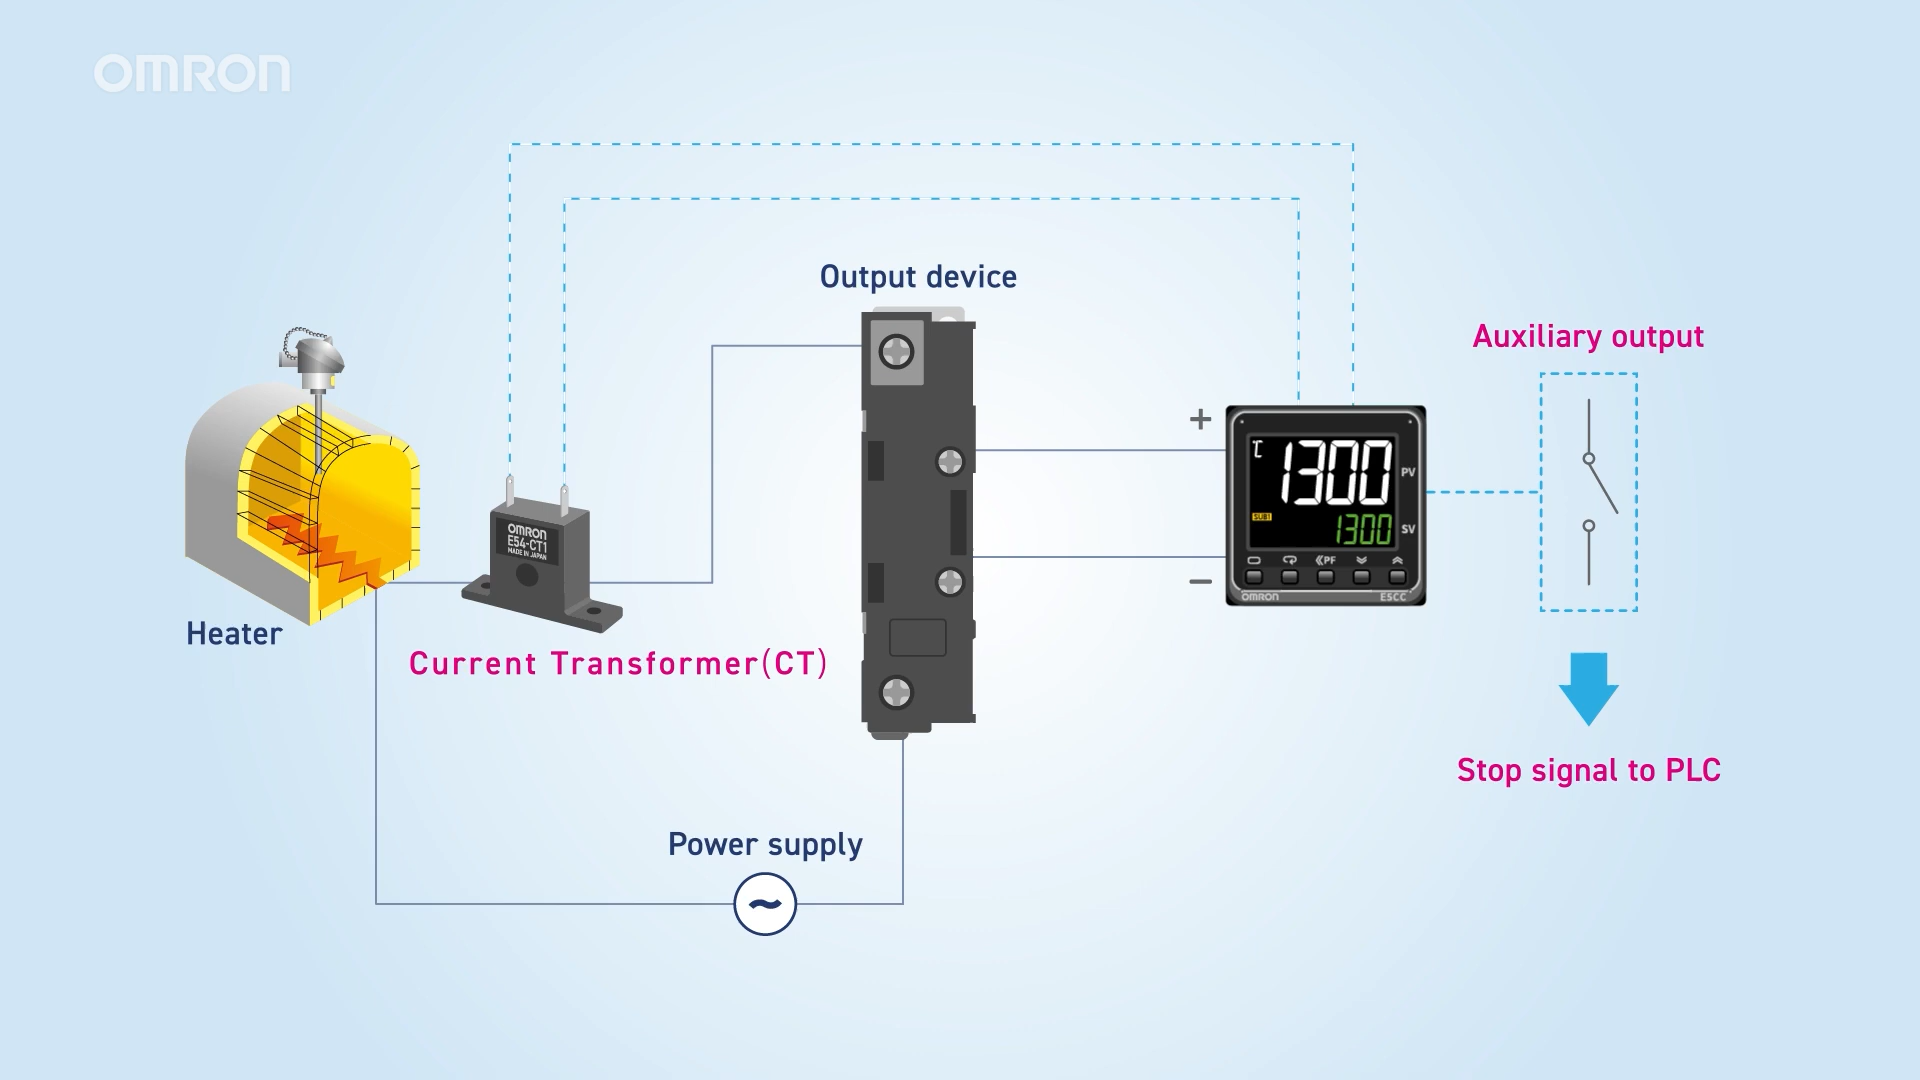 OMRON
Output device
Auxiliary output
+
℃
1300
PV
SUB1
1300
SV
PF
OMRON
E5CC
OMRON
E54-CT1
MADE IN JAPAN
−
Heater
Current Transformer(CT)
Stop signal to PLC
Power supply
~